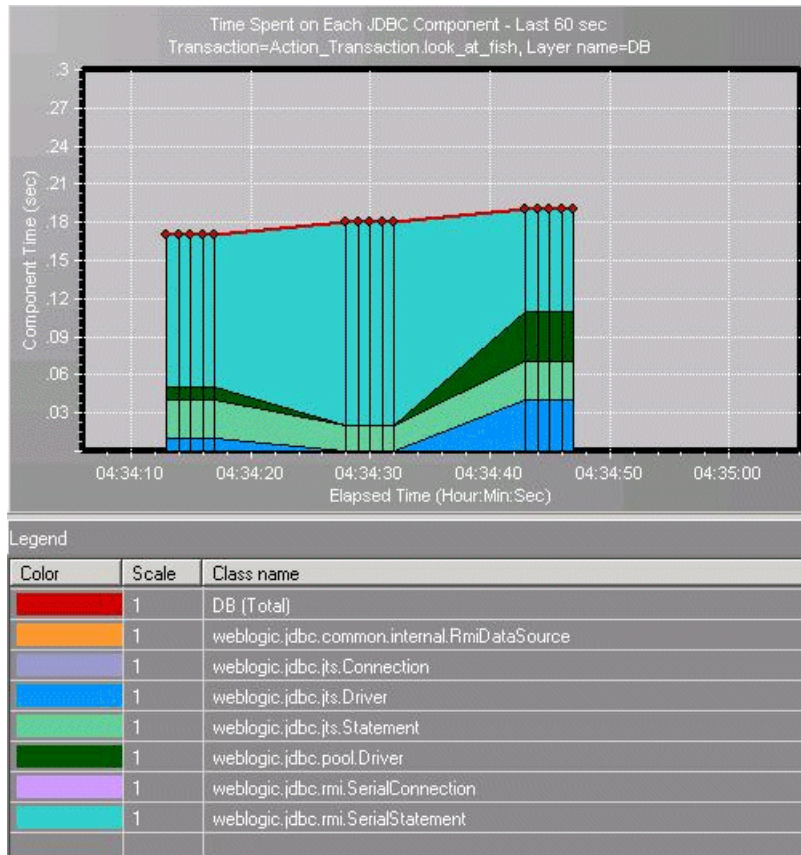 Time Spent on Each JDBC Component - Last 60 sec
Transaction=Action_Transaction.look_at_fish, Layer name=DB
.3
.27
.24
.21
.18
.15
.12
.09
.06
.03
Component Time (sec)
04:34:10 04:34:20 04:34:30 04:34:40 04:34:50 04:35:00
Elapsed Time (Hour:Min:Sec)
Legend
Color Scale Class name
1 DB (Total)
1 weblogic.jdbc.common.internal.RmiDataSource
1 weblogic.jdbc.jts.Connection
1 weblogic.jdbc.jts.Driver
1 weblogic.jdbc.jts.Statement
1 weblogic.jdbc.pool.Driver
1 weblogic.jdbc.rmi.SerialConnection
1 weblogic.jdbc.rmi.SerialStatement